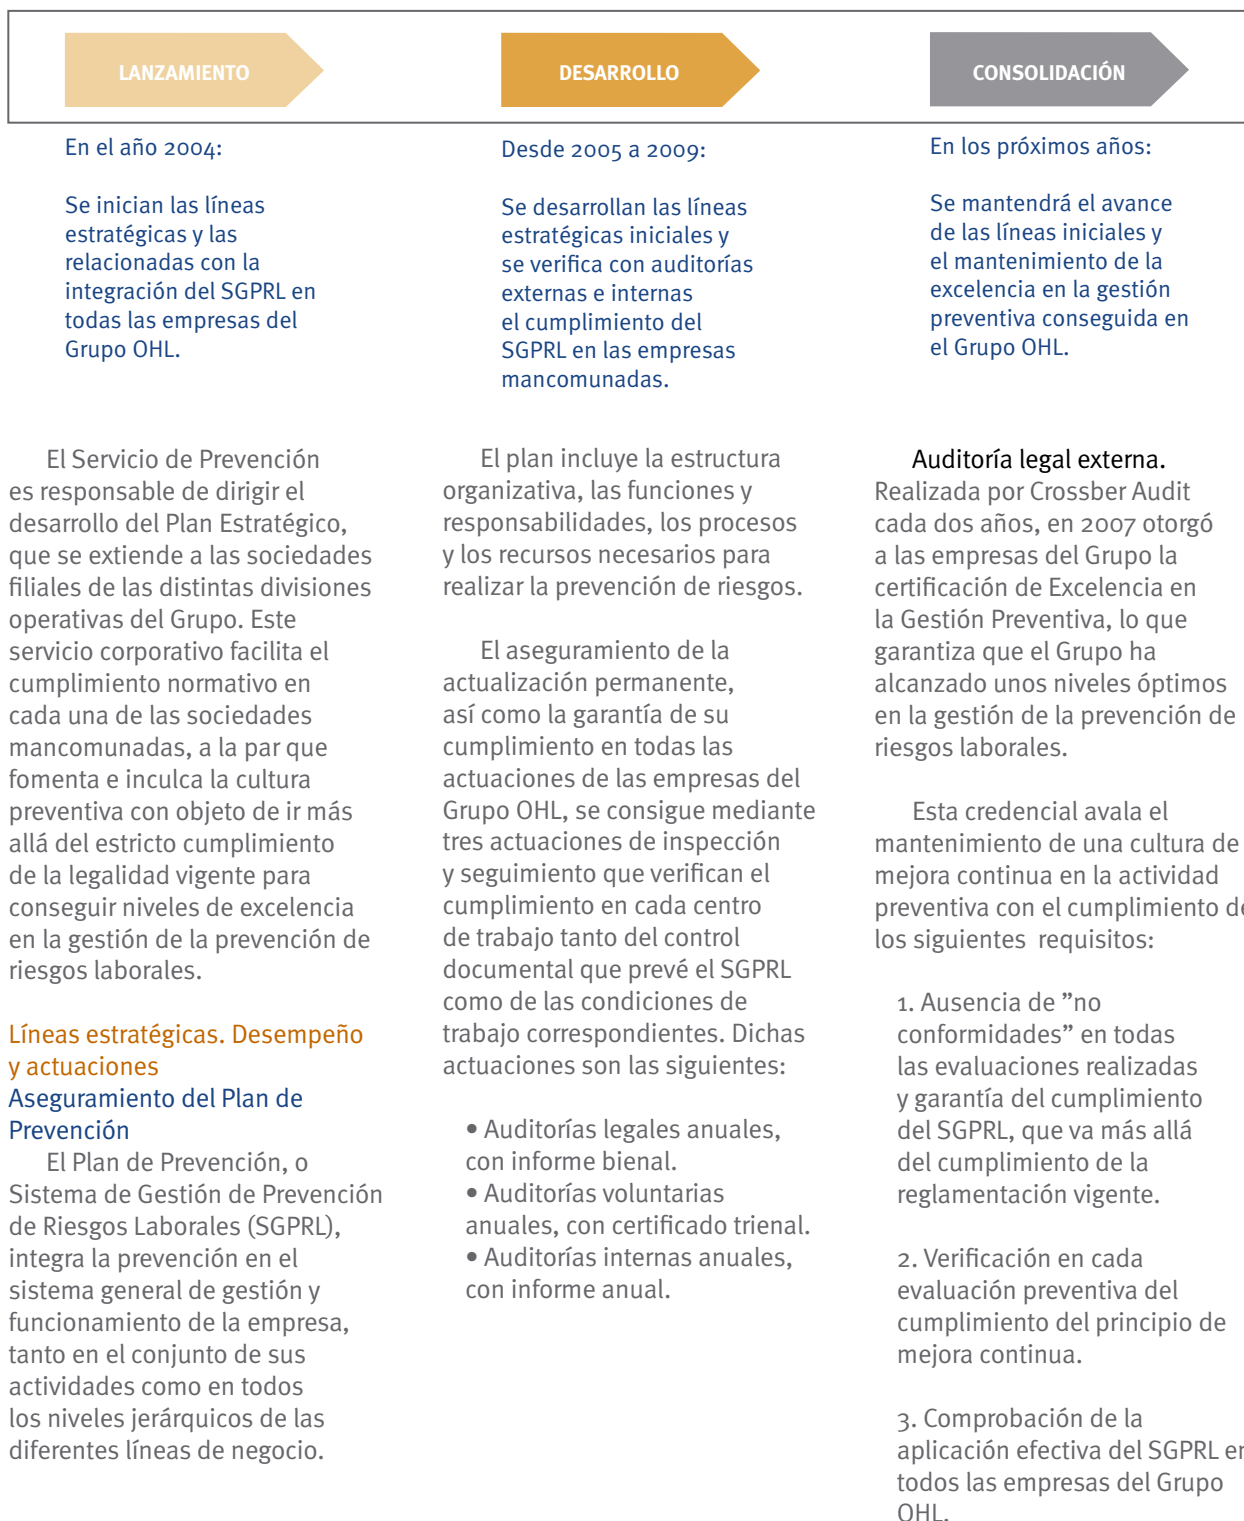 LANZAMIENTO
DESARROLLO
CONSOLIDACIÓN
En el año 2004:
Se inician las líneas
estratégicas y las
relacionadas con la
integración del SGPRL en
todas las empresas del
Grupo OHL.
Desde 2005 a 2009:
Se desarrollan las líneas
estratégicas iniciales y
se verifica con auditorías
externas e internas
el cumplimiento del
SGPRL en las empresas
mancomunadas.
En los próximos años:
Se mantendrá el avance
de las líneas iniciales y
el mantenimiento de la
excelencia en la gestión
preventiva conseguida en
el Grupo OHL.
El Servicio de Prevención
es responsable de dirigir el
desarrollo del Plan Estratégico,
que se extiende a las sociedades
filiales de las distintas divisiones
operativas del Grupo. Este
servicio corporativo facilita el
cumplimiento normativo en
cada una de las sociedades
mancomunadas, a la par que
fomenta e inculca la cultura
preventiva con objeto de ir más
allá del estricto cumplimiento
de la legalidad vigente para
conseguir niveles de excelencia
en la gestión de la prevención de
riesgos laborales.
Líneas estratégicas. Desempeño
y actuaciones
Aseguramiento del Plan de
Prevención
El Plan de Prevención, o
Sistema de Gestión de Prevención
de Riesgos Laborales (SGPRL),
integra la prevención en el
sistema general de gestión y
funcionamiento de la empresa,
tanto en el conjunto de sus
actividades como en todos
los niveles jerárquicos de las
diferentes líneas de negocio.
El plan incluye la estructura
organizativa, las funciones y
responsabilidades, los procesos
y los recursos necesarios para
realizar la prevención de riesgos.
El aseguramiento de la
actualización permanente,
así como la garantía de su
cumplimiento en todas las
actuaciones de las empresas del
Grupo OHL, se consigue mediante
tres actuaciones de inspección
y seguimiento que verifican el
cumplimiento en cada centro
de trabajo tanto del control
documental que prevé el SGPRL
como de las condiciones de
trabajo correspondientes. Dichas
actuaciones son las siguientes:
• Auditorías legales anuales,
con informe bienal.
• Auditorías voluntarias
anuales, con certificado trienal.
• Auditorías internas anuales,
con informe anual.
Auditoría legal externa.
Realizada por Crossber Audit
cada dos años, en 2007 otorgó
a las empresas del Grupo la
certificación de Excelencia en
la Gestión Preventiva, lo que
garantiza que el Grupo ha
alcanzado unos niveles óptimos
en la gestión de la prevención de
riesgos laborales.
Esta credencial avala el
mantenimiento de una cultura de
mejora continua en la actividad
preventiva con el cumplimiento de
los siguientes requisitos:
1. Ausencia de ”no
conformidades” en todas
las evaluaciones realizadas
y garantía del cumplimiento
del SGPRL, que va más allá
del cumplimiento de la
reglamentación vigente.
2. Verificación en cada
evaluación preventiva del
cumplimiento del principio de
mejora continua.
3. Comprobación de la
aplicación efectiva del SGPRL en
todos las empresas del Grupo
OHL.